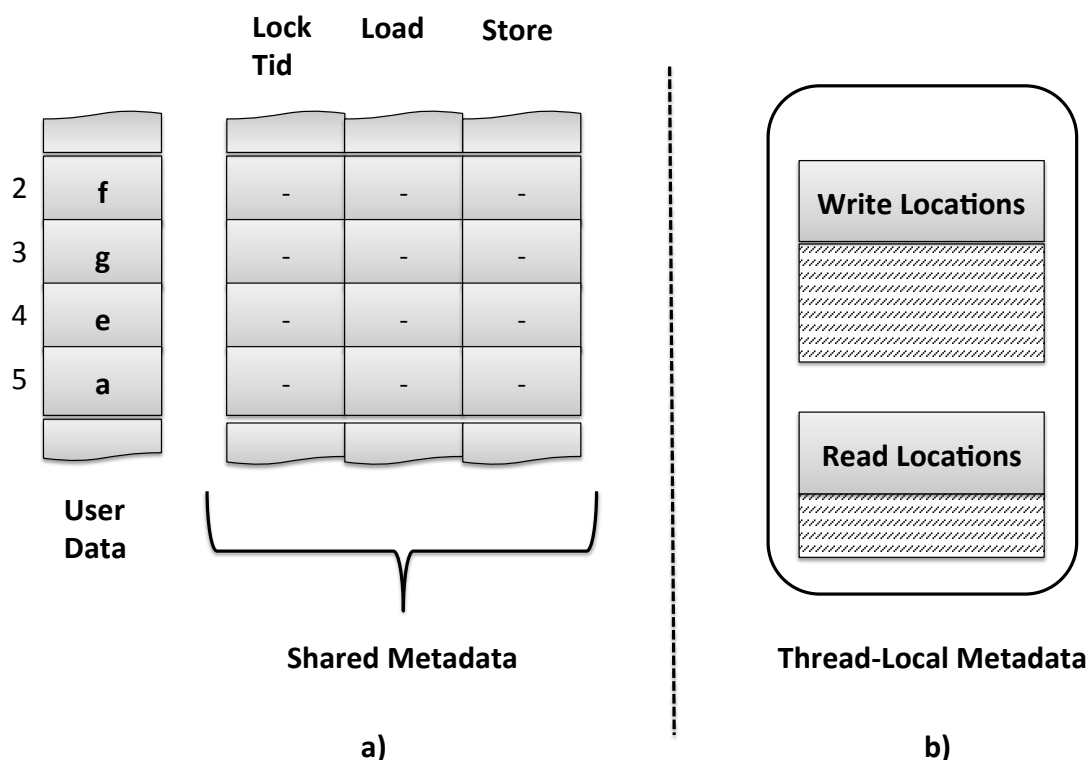 Lock Load Store
Tid
2 f - - -
3 g - - -
4 e - - -
5 a - - -
User
Data
Shared Metadata
a)
Write Locations
Read Locations
Thread-Local Metadata
b)